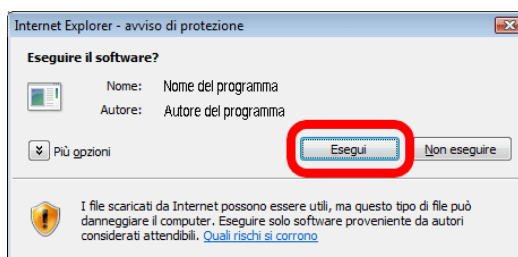 Internet Explorer - avviso di protezione
Eseguire il software?
Nome: Nome del programma
Autore: Autore del programma
Più opzioni
Esegui
Non eseguire
I file scaricati da Internet possono essere utili, ma questo tipo di file può
danneggiare il computer. Eseguire solo software proveniente da autori
considerati attendibili. Quali rischi si corrono